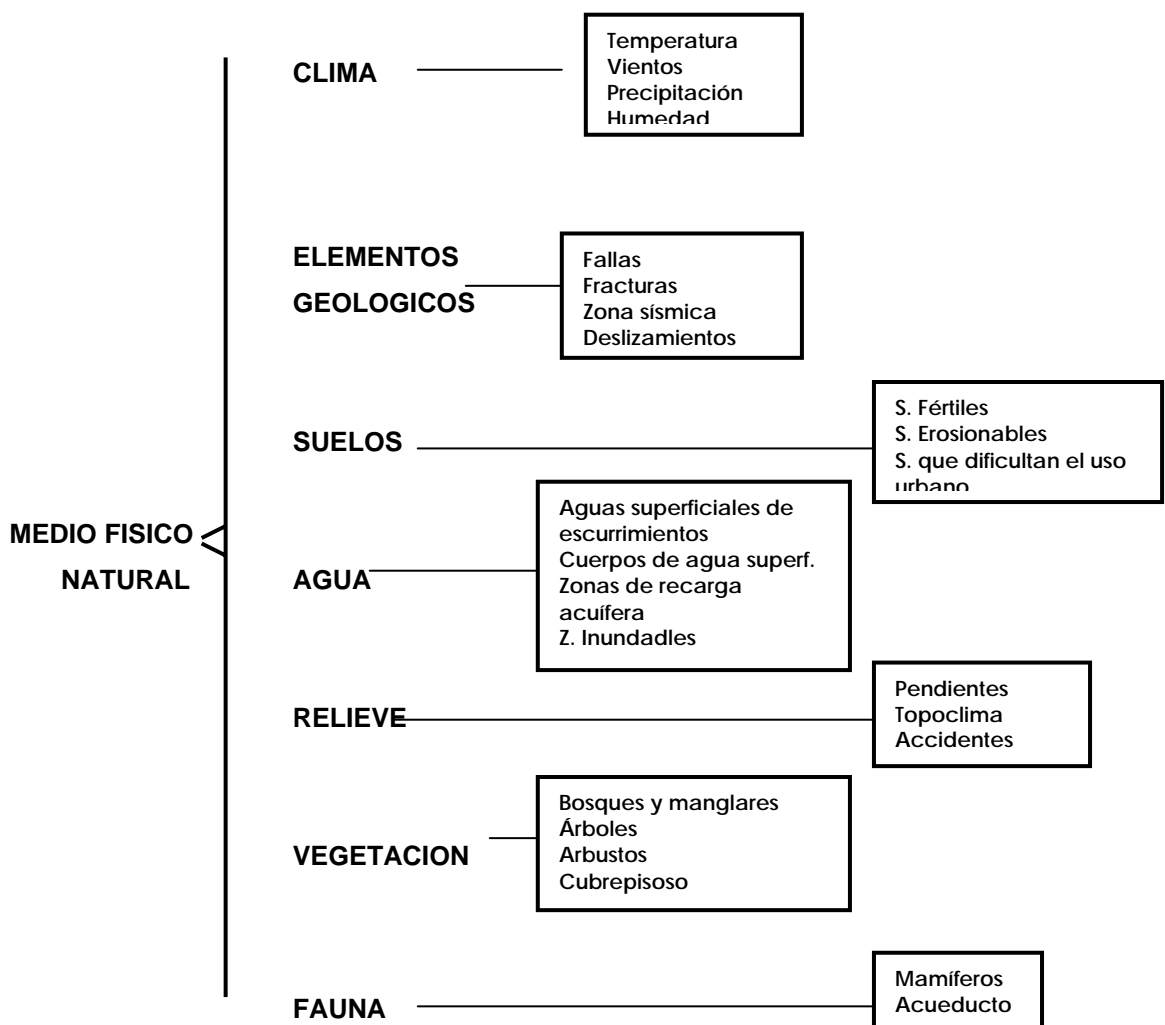 MEDIO FISICO
NATURAL
CLIMA
Temperatura
Vientos
Precipitación
Humedad
ELEMENTOS
GEOLOGICOS
Fallas
Fracturas
Zona sísmica
Deslizamientos
SUELOS
S. Fértiles
S. Erosionables
S. que dificultan el uso
urbano
AGUA
Aguas superficiales de
escurrimientos
Cuerpos de agua superf.
Zonas de recarga
acuífera
Z. Inundadles
RELIEVE
Pendientes
Topoclima
Accidentes
VEGETACION
Bosques y manglares
Árboles
Arbustos
Cubrepisoso
FAUNA
Mamíferos
Acueducto